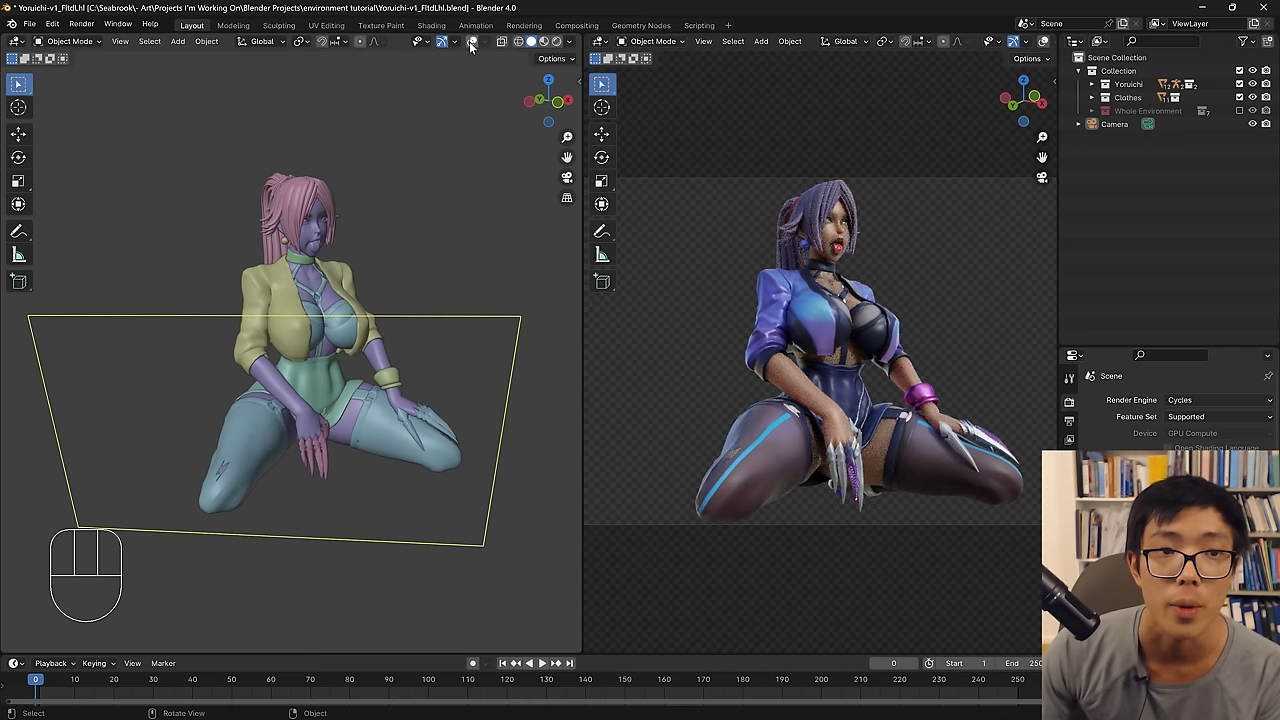 Yoruichi-v1_FltdLhl [C:\Seabrook\- Art\Projects I'm Working On\Blender Projects\environment tutorial\Yoruichi-v1_FltdLhl.blend] - Blender 4.0
File Edit Render Window Help Layout Modeling Sculpting UV Editing Texture Paint Shading Animation Rendering Compositing Geometry Nodes Scripting + Scene ViewLayer
Object Mode View Select Add Object Global Object Mode View Select Add Object Global
Options Options Scene Collection
Collection
Yoruichi
Clothes
Whole Environment
Camera
Z
Y
X
Z
Y
X
Scene
Render Engine Cycles
Feature Set Supported
Device GPU Compute
Open Shading Language
Playback Keying View Marker 0 Start 1 End 250
0 10 20 30 40 50 60 70 80 90 100 110 120 130 140 150 160 170 180 190 200 210 220 230 240 250
Select Rotate View Object